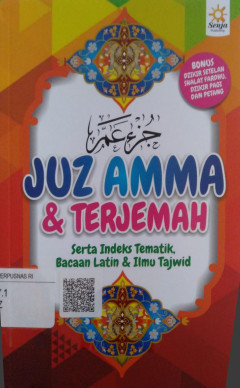 Senja
BONUS
DZIKIR SETELAH
SHALAT FARDHU,
DZIKIR PAGI
DAN PETANG
جزء عم
JUZ AMMA
& TERJEMAH
Serta Indeks Tematik,
Bacaan Latin & Ilmu Tajwid
ERPUSNAS RI